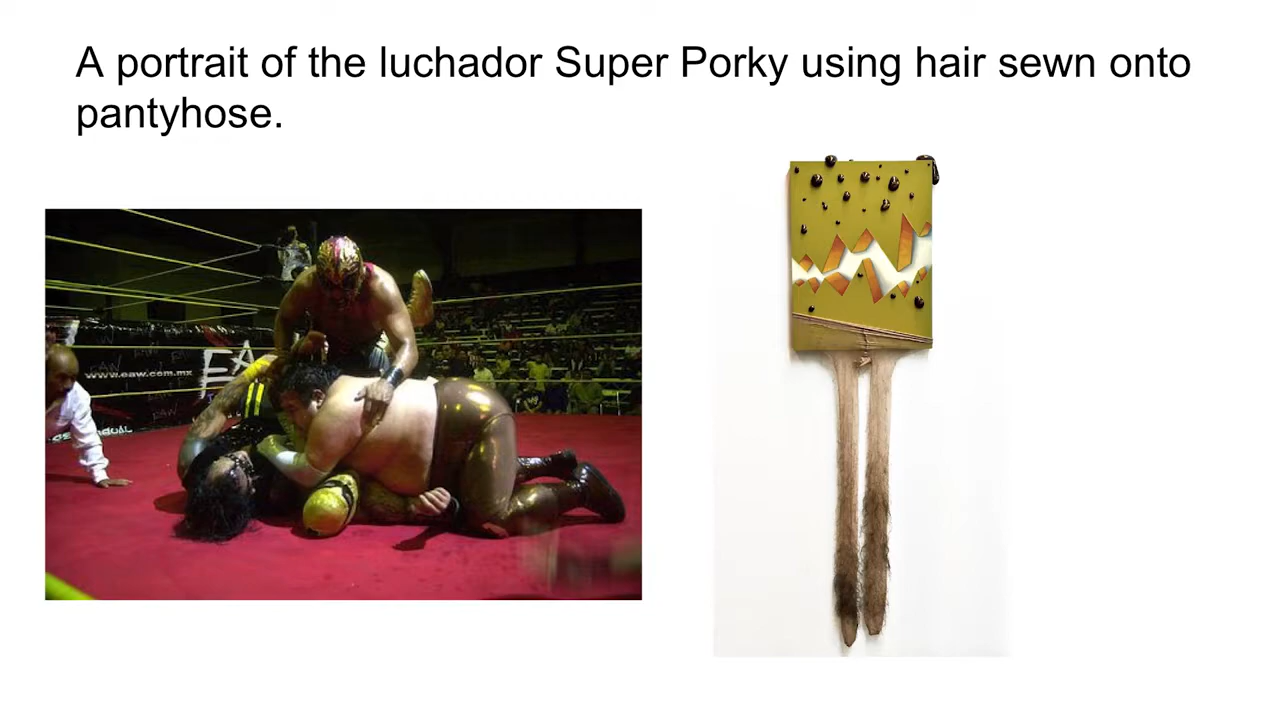 A portrait of the luchador Super Porky using hair sewn onto
pantyhose.
www.eaw.com.mx